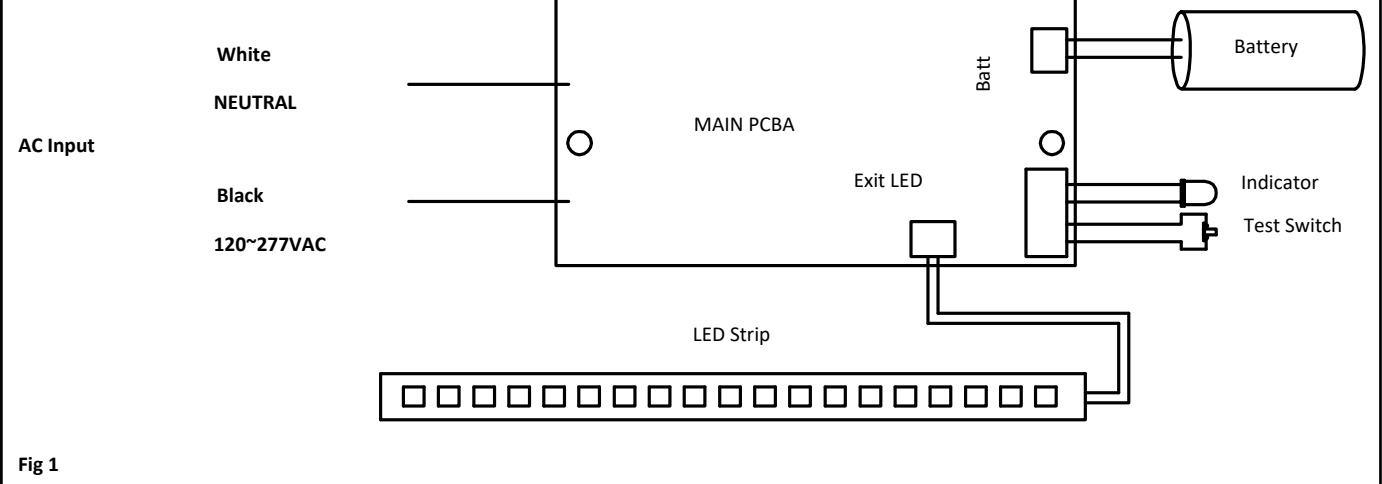 White
NEUTRAL
AC Input
Black
120~277VAC
MAIN PCBA
Batt
Battery
Exit LED
Indicator
Test Switch
LED Strip
Fig 1